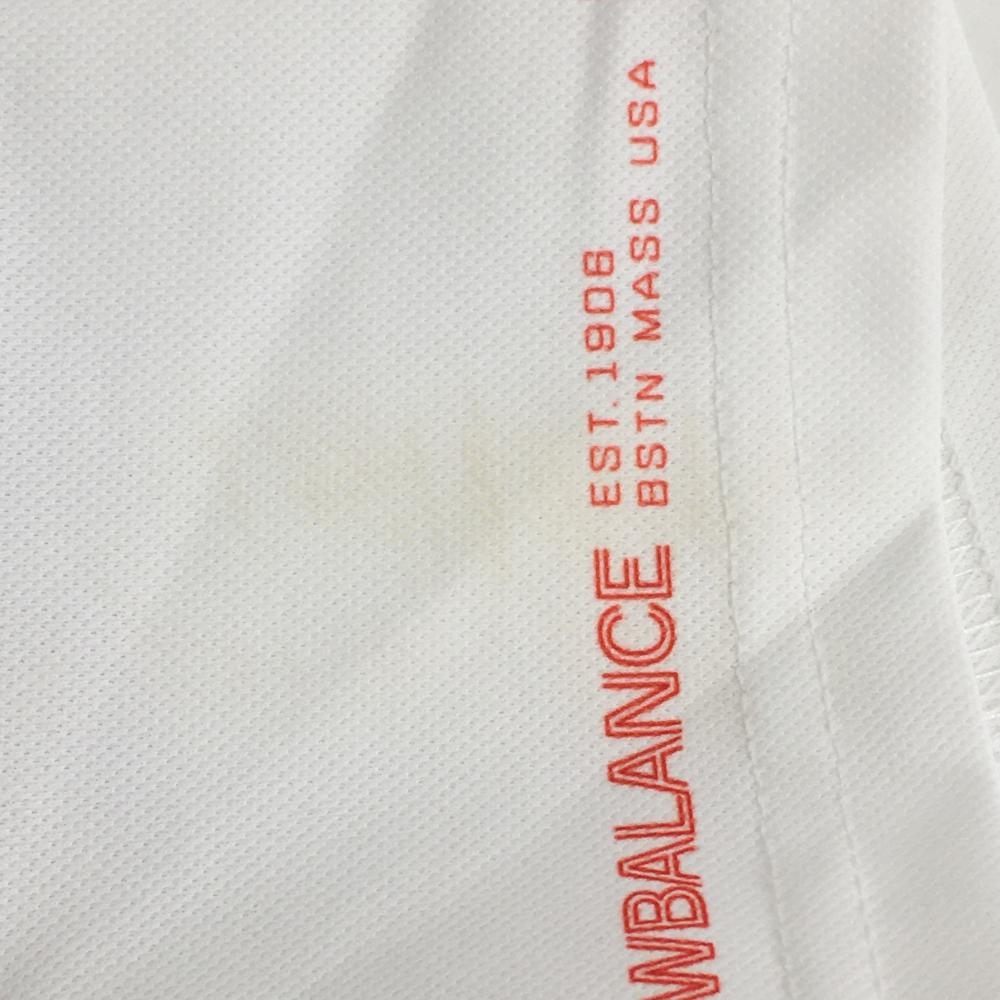 WBALANCE
EST. 1906
BSTN MASS USA